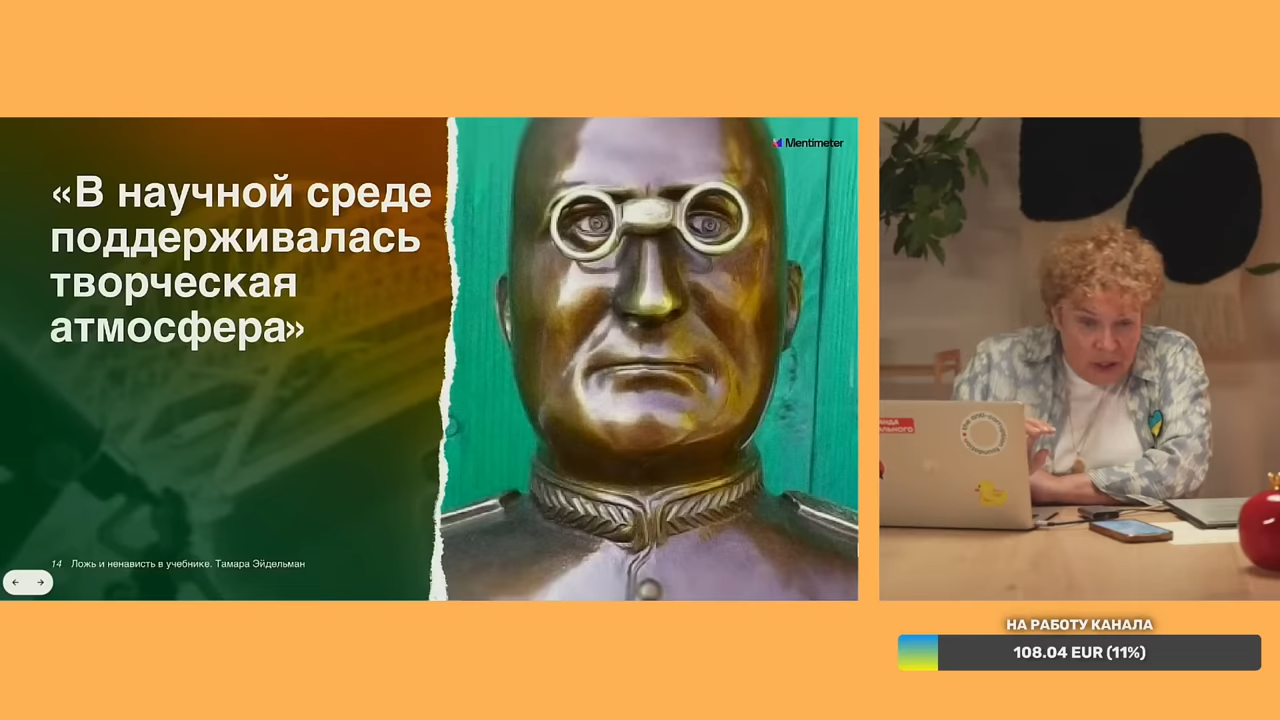 «В научной среде
поддерживалась
творческая
атмосфера»
14 Ложь и ненависть в учебнике. Тамара Эйдельман
Mentimeter
НА РАБОТУ КАНАЛА
108.04 EUR (11%)